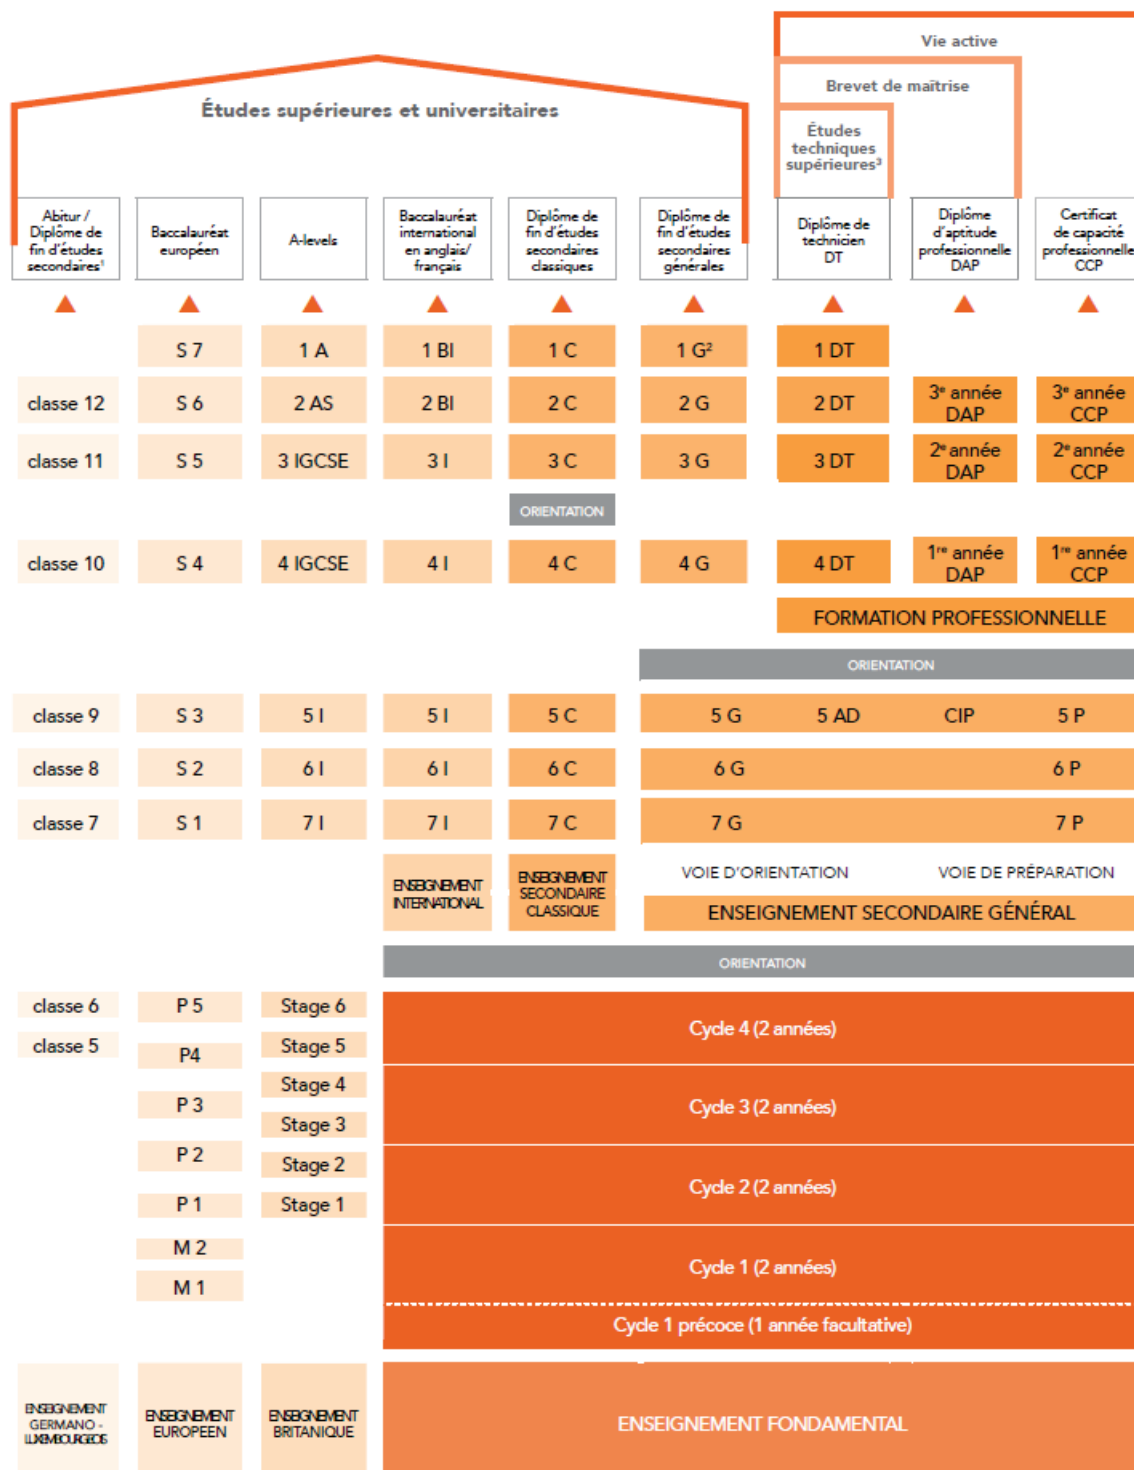 Vie active
Brevet de maîtrise
Études supérieures et universitaires
Études
techniques
supérieures³
Abitur /
Diplôme de
fin d'études
secondaires¹
Baccalauréat
européen
A-levels
Baccalauréat
international
en anglais/
français
Diplôme de
fin d'études
secondaires
classiques
Diplôme de
fin d'études
secondaires
générales
Diplôme de
technicien
DT
Diplôme
d'aptitude
professionnelle
DAP
Certificat
de capacité
professionnelle
CCP
S 7 1 A 1 BI 1 C 1 G² 1 DT
classe 12 S 6 2 AS 2 BI 2 C 2 G 2 DT 3ᵉ année DAP 3ᵉ année CCP
classe 11 S 5 3 IGCSE 3 I 3 C 3 G 3 DT 2ᵉ année DAP 2ᵉ année CCP
ORIENTATION
classe 10 S 4 4 IGCSE 4 I 4 C 4 G 4 DT 1ʳᵉ année DAP 1ʳᵉ année CCP
FORMATION PROFESSIONNELLE
ORIENTATION
classe 9 S 3 5 I 5 I 5 C 5 G 5 AD CIP 5 P
classe 8 S 2 6 I 6 I 6 C 6 G 6 P
classe 7 S 1 7 I 7 I 7 C 7 G 7 P
ENSEIGNEMENT
INTERNATIONAL
ENSEIGNEMENT
SECONDAIRE
CLASSIQUE
VOIE D'ORIENTATION VOIE DE PRÉPARATION
ENSEIGNEMENT SECONDAIRE GÉNÉRAL
ORIENTATION
classe 6 P 5 Stage 6
Cycle 4 (2 années)
classe 5 P4 Stage 5
Stage 4
P 3 Cycle 3 (2 années)
Stage 3
P 2 Stage 2
Cycle 2 (2 années)
P 1 Stage 1
M 2
Cycle 1 (2 années)
M 1
Cycle 1 précoce (1 année facultative)
ENSEIGNEMENT
GERMANO -
LUXEMBOURGEOIS
ENSEIGNEMENT
EUROPEEN
ENSEIGNEMENT
BRITANIQUE
ENSEIGNEMENT FONDAMENTAL